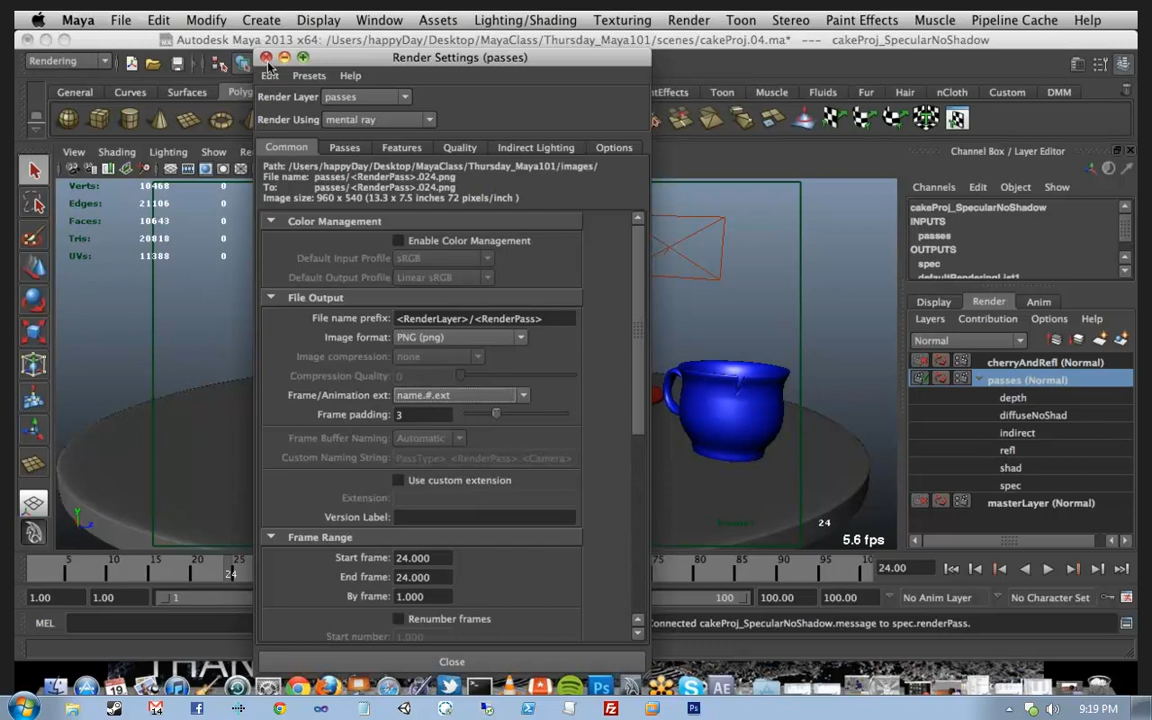 Maya File Edit Modify Create Display Window Assets Lighting/Shading Texturing Render Toon Stereo Paint Effects Muscle Pipeline Cache Help
Autodesk Maya 2013 x64: /Users/happyDay/Desktop/MayaClass/Thursday_Maya101/scenes/cakeProj.04.ma* --- cakeProj_SpecularNoShadow
Rendering
Render Settings (passes)
Edit Presets Help
Render Layer passes
General Curves Surfaces Polyg
Effects Toon Muscle Fluids Fur Hair nCloth Custom DMM
Render Using mental ray
Common Passes Features Quality Indirect Lighting Options
View Shading Lighting Show Re
Channel Box / Layer Editor
Path: /Users/happyDay/Desktop/MayaClass/Thursday_Maya101/images/
File name: passes/<RenderPass>.024.png
To: passes/<RenderPass>.024.png
Image size: 960 x 540 (13.3 x 7.5 inches 72 pixels/inch )
Verts: 10468 0
Edges: 21106 0
Faces: 10643 0
Tris: 20818 0
UVs: 11388 0
Channels Edit Object Show
cakeProj_SpecularNoShadow
INPUTS
passes
OUTPUTS
spec
defaultRenderingList1
Color Management
Enable Color Management
Default Input Profile sRGB
Default Output Profile Linear sRGB
File Output
File name prefix: <RenderLayer>/<RenderPass>
Image format: PNG (png)
Image compression: none
Compression Quality: 0
Frame/Animation ext: name.#.ext
Frame padding: 3
Frame Buffer Naming: Automatic
Custom Naming String: PassType> <RenderPass> <Camera>
Use custom extension
Extension:
Version Label:
Frame Range
Start frame: 24.000
End frame: 24.000
By frame: 1.000
Renumber frames
Start number: 1.000
Close
Display Render Anim
Layers Contribution Options Help
Normal
cherryAndRefl (Normal)
passes (Normal)
depth
diffuseNoShad
indirect
refl
shad
spec
masterLayer (Normal)
24
5.6 fps
5 10 15 20 25
24
75 80 85 90 95 100
24.00
1.00 1.00 1
100 100.00 100.00 No Anim Layer No Character Set
MEL
Connected cakeProj_SpecularNoShadow.message to spec.renderPass.
THAN
9:19 PM